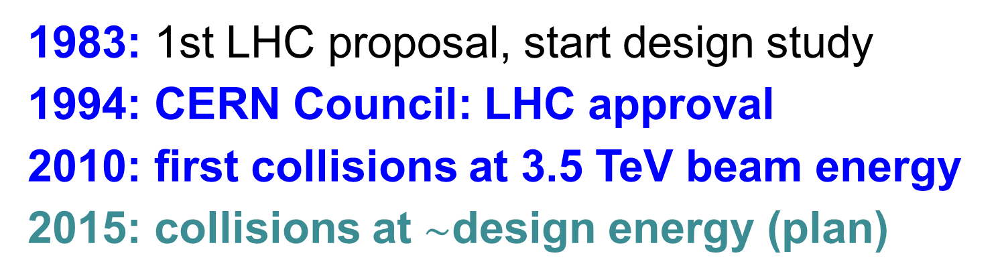 1983: 1st LHC proposal, start design study
1994: CERN Council: LHC approval
2010: first collisions at 3.5 TeV beam energy
2015: collisions at ~design energy (plan)